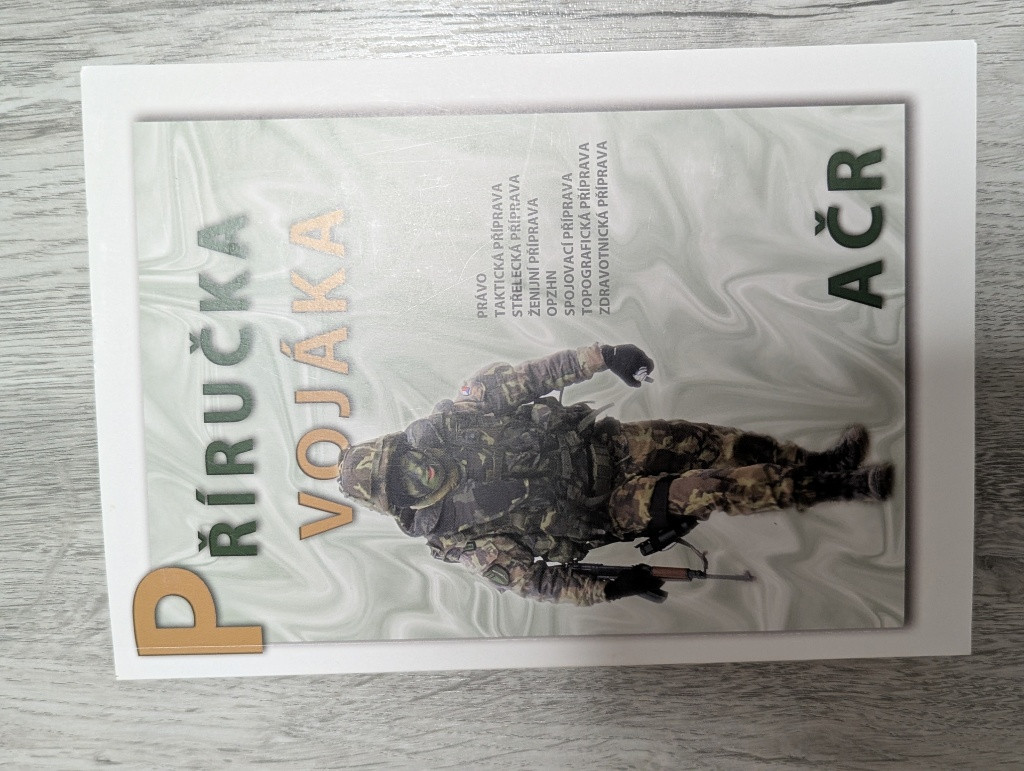 PŘÍRUČKA
VOJÁKA
PRÁVO
TAKTICKÁ PŘÍPRAVA
STŘELECKÁ PŘÍPRAVA
ŽENIJNÍ PŘÍPRAVA
OPZHN
SPOJOVACÍ PŘÍPRAVA
TOPOGRAFICKÁ PŘÍPRAVA
ZDRAVOTNICKÁ PŘÍPRAVA
AČR